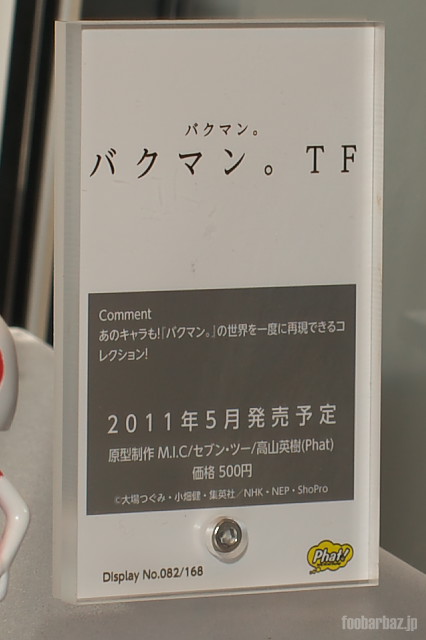 バクマン。
バクマン。TF
Comment
あのキャラも!『バクマン。』の世界を一度に再現できるコ
レクション!
2011年5月発売予定
原型制作 M.I.C/セブン・ツー/高山英樹(Phat)
価格 500円
©大場つぐみ・小畑健・集英社／NHK・NEP・ShoPro
Phat!
Display No.082/168
foobarbaz.jp